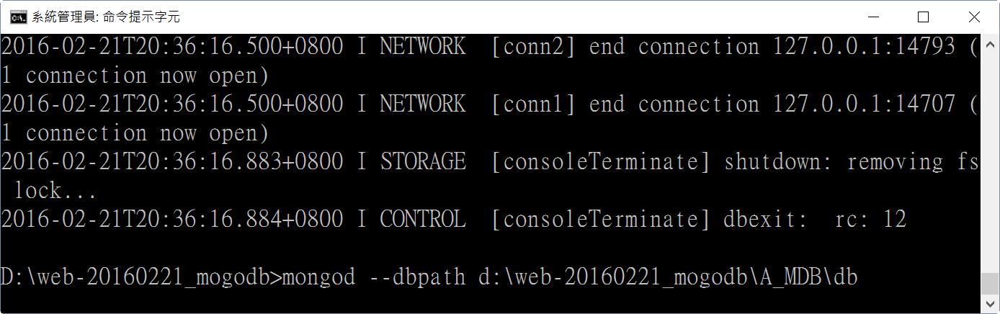 系統管理員: 命令提示字元
2016-02-21T20:36:16.500+0800 I NETWORK  [conn2] end connection 127.0.0.1:14793 (
1 connection now open)
2016-02-21T20:36:16.500+0800 I NETWORK  [conn1] end connection 127.0.0.1:14707 (
1 connection now open)
2016-02-21T20:36:16.883+0800 I STORAGE  [consoleTerminate] shutdown: removing fs
 lock...
2016-02-21T20:36:16.884+0800 I CONTROL  [consoleTerminate] dbexit:  rc: 12
D:\web-20160221_mogodb>mongod --dbpath d:\web-20160221_mogodb\A_MDB\db